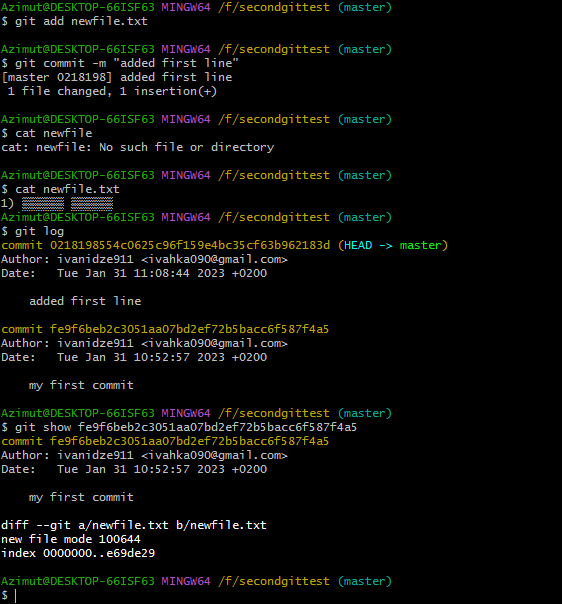 Azimut@DESKTOP-66ISF63 MINGW64 /f/secondgittest (master)
$ git add newfile.txt
Azimut@DESKTOP-66ISF63 MINGW64 /f/secondgittest (master)
$ git commit -m "added first line"
[master 0218198] added first line
 1 file changed, 1 insertion(+)
Azimut@DESKTOP-66ISF63 MINGW64 /f/secondgittest (master)
$ cat newfile
cat: newfile: No such file or directory
Azimut@DESKTOP-66ISF63 MINGW64 /f/secondgittest (master)
$ cat newfile.txt
1) ▒▒▒▒▒▒ ▒▒▒▒▒▒
Azimut@DESKTOP-66ISF63 MINGW64 /f/secondgittest (master)
$ git log
commit 0218198554c0625c96f159e4bc35cf63b962183d (HEAD -> master)
Author: ivanidze911 <ivahka090@gmail.com>
Date:   Tue Jan 31 11:08:44 2023 +0200
    added first line
commit fe9f6beb2c3051aa07bd2ef72b5bacc6f587f4a5
Author: ivanidze911 <ivahka090@gmail.com>
Date:   Tue Jan 31 10:52:57 2023 +0200
    my first commit
Azimut@DESKTOP-66ISF63 MINGW64 /f/secondgittest (master)
$ git show fe9f6beb2c3051aa07bd2ef72b5bacc6f587f4a5
commit fe9f6beb2c3051aa07bd2ef72b5bacc6f587f4a5
Author: ivanidze911 <ivahka090@gmail.com>
Date:   Tue Jan 31 10:52:57 2023 +0200
    my first commit
diff --git a/newfile.txt b/newfile.txt
new file mode 100644
index 0000000..e69de29
Azimut@DESKTOP-66ISF63 MINGW64 /f/secondgittest (master)
$